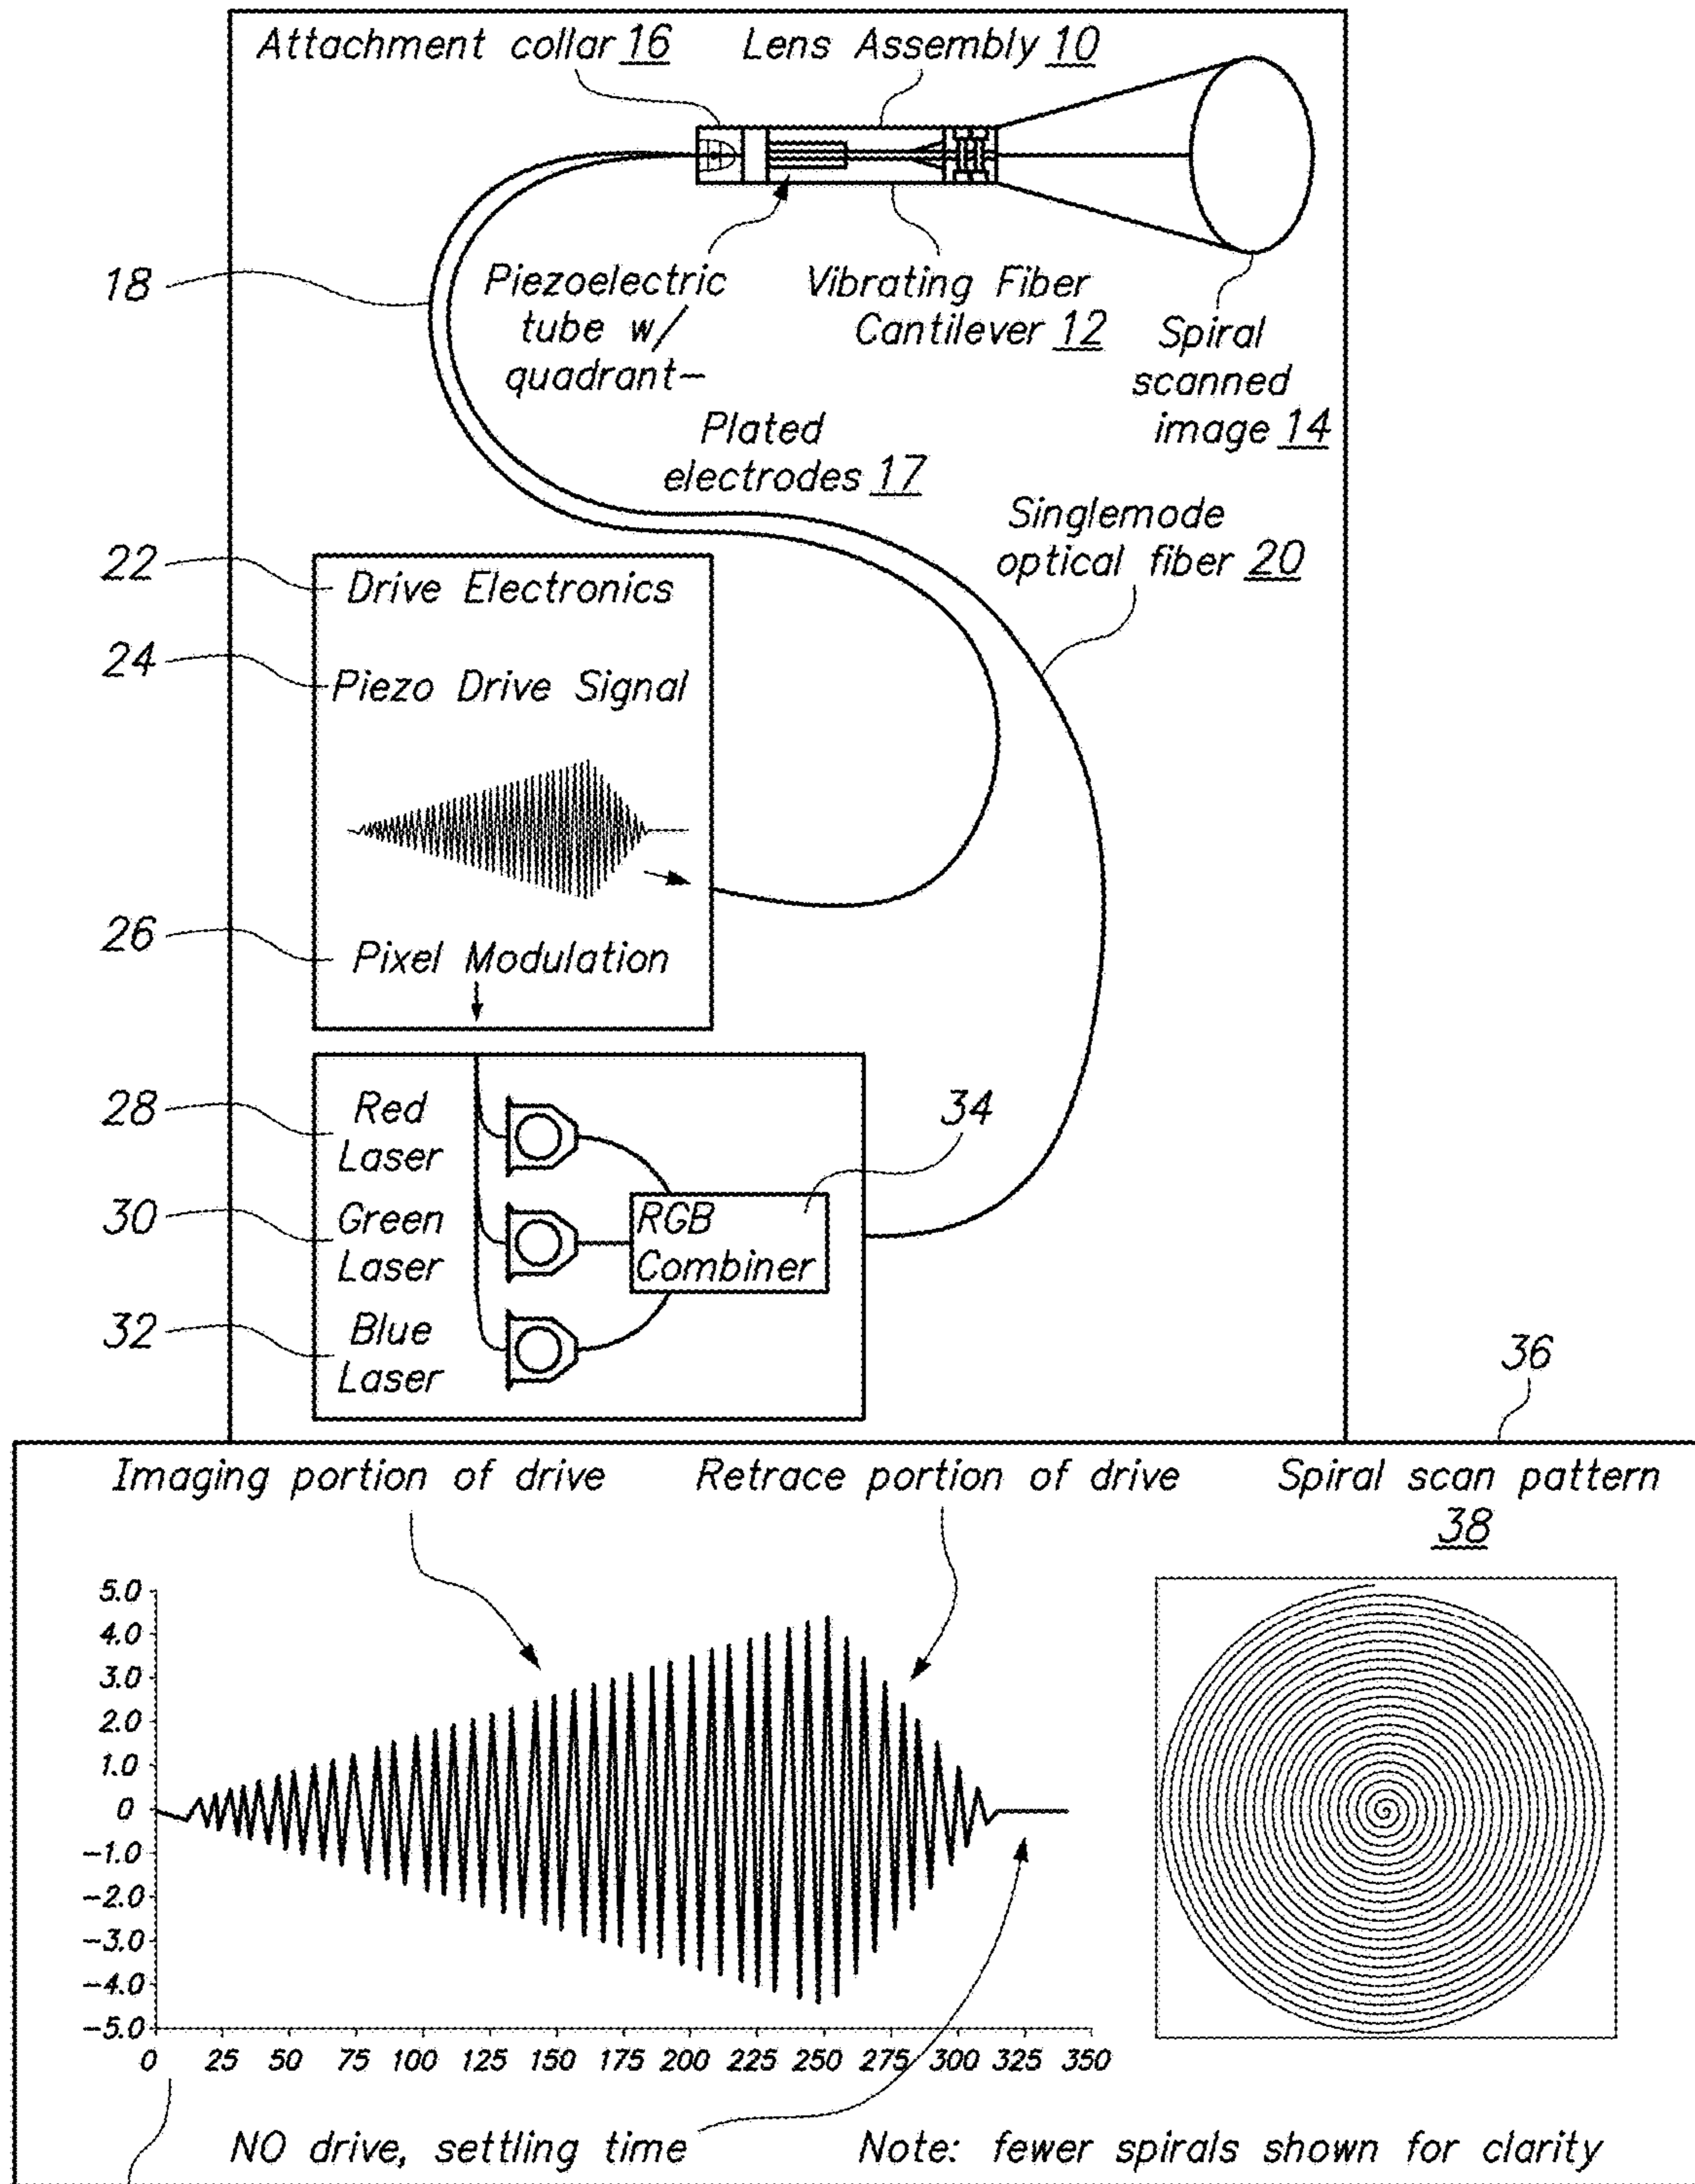 Attachment collar 16
Lens Assembly 10
18
Piezoelectric
tube w/
quadrant-
Plated
electrodes 17
Vibrating Fiber
Cantilever 12
Spiral
scanned
image 14
Singlemode
optical fiber 20
22
Drive Electronics
24
Piezo Drive Signal
26
Pixel Modulation
28
Red
Laser
30
Green
Laser
32
Blue
Laser
34
RGB
Combiner
36
Imaging portion of drive
Retrace portion of drive
Spiral scan pattern
38
5.0
4.0
3.0
2.0
1.0
0
-1.0
-2.0
-3.0
-4.0
-5.0
0 25 50 75 100 125 150 175 200 225 250 275 300 325 350
NO drive, settling time
Note: fewer spirals shown for clarity